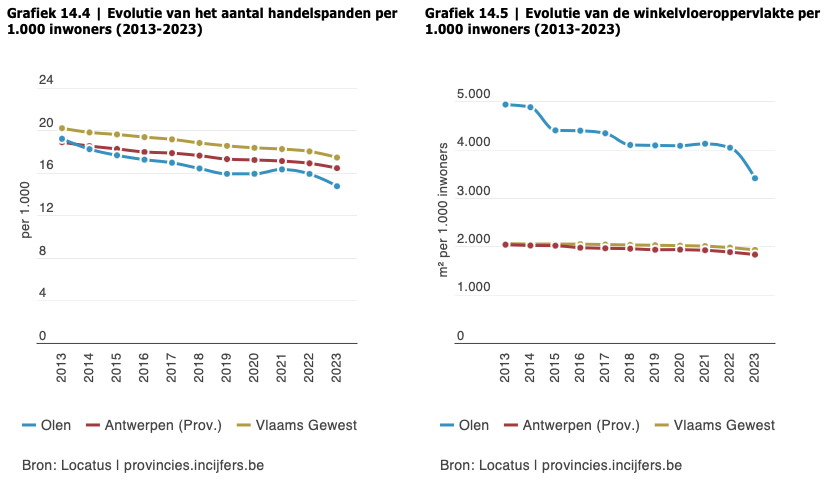 Grafiek 14.4 | Evolutie van het aantal handelspanden per
1.000 inwoners (2013-2023)
24
20
16
12
8
4
0
per 1.000
2013 2014 2015 2016 2017 2018 2019 2020 2021 2022 2023
Olen Antwerpen (Prov.) Vlaams Gewest
Bron: Locatus | provincies.incijfers.be
Grafiek 14.5 | Evolutie van de winkelvloeroppervlakte per
1.000 inwoners (2013-2023)
5.000
4.000
3.000
2.000
1.000
0
m² per 1.000 inwoners
2013 2014 2015 2016 2017 2018 2019 2020 2021 2022 2023
Olen Antwerpen (Prov.) Vlaams Gewest
Bron: Locatus | provincies.incijfers.be